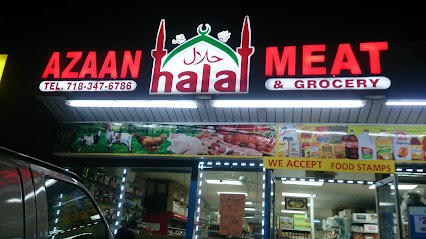 AZAAN
حلال
halal
MEAT
TEL. 718-347-6786
& GROCERY
WE ACCEPT FOOD STAMPS